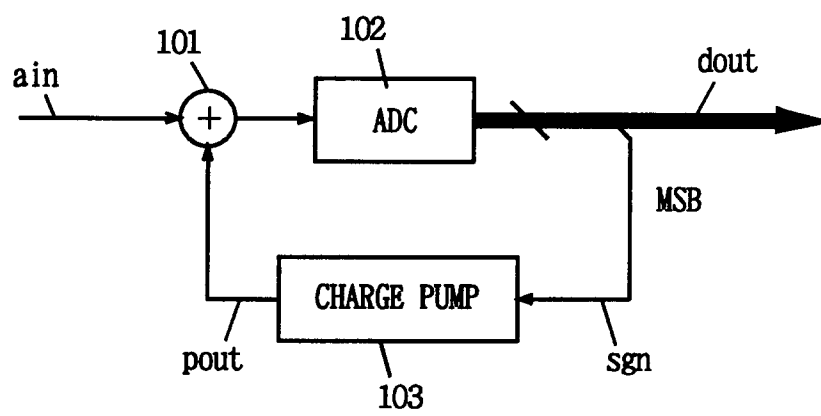 101
102
ain
dout
+
ADC
MSB
CHARGE PUMP
pout
sgn
103